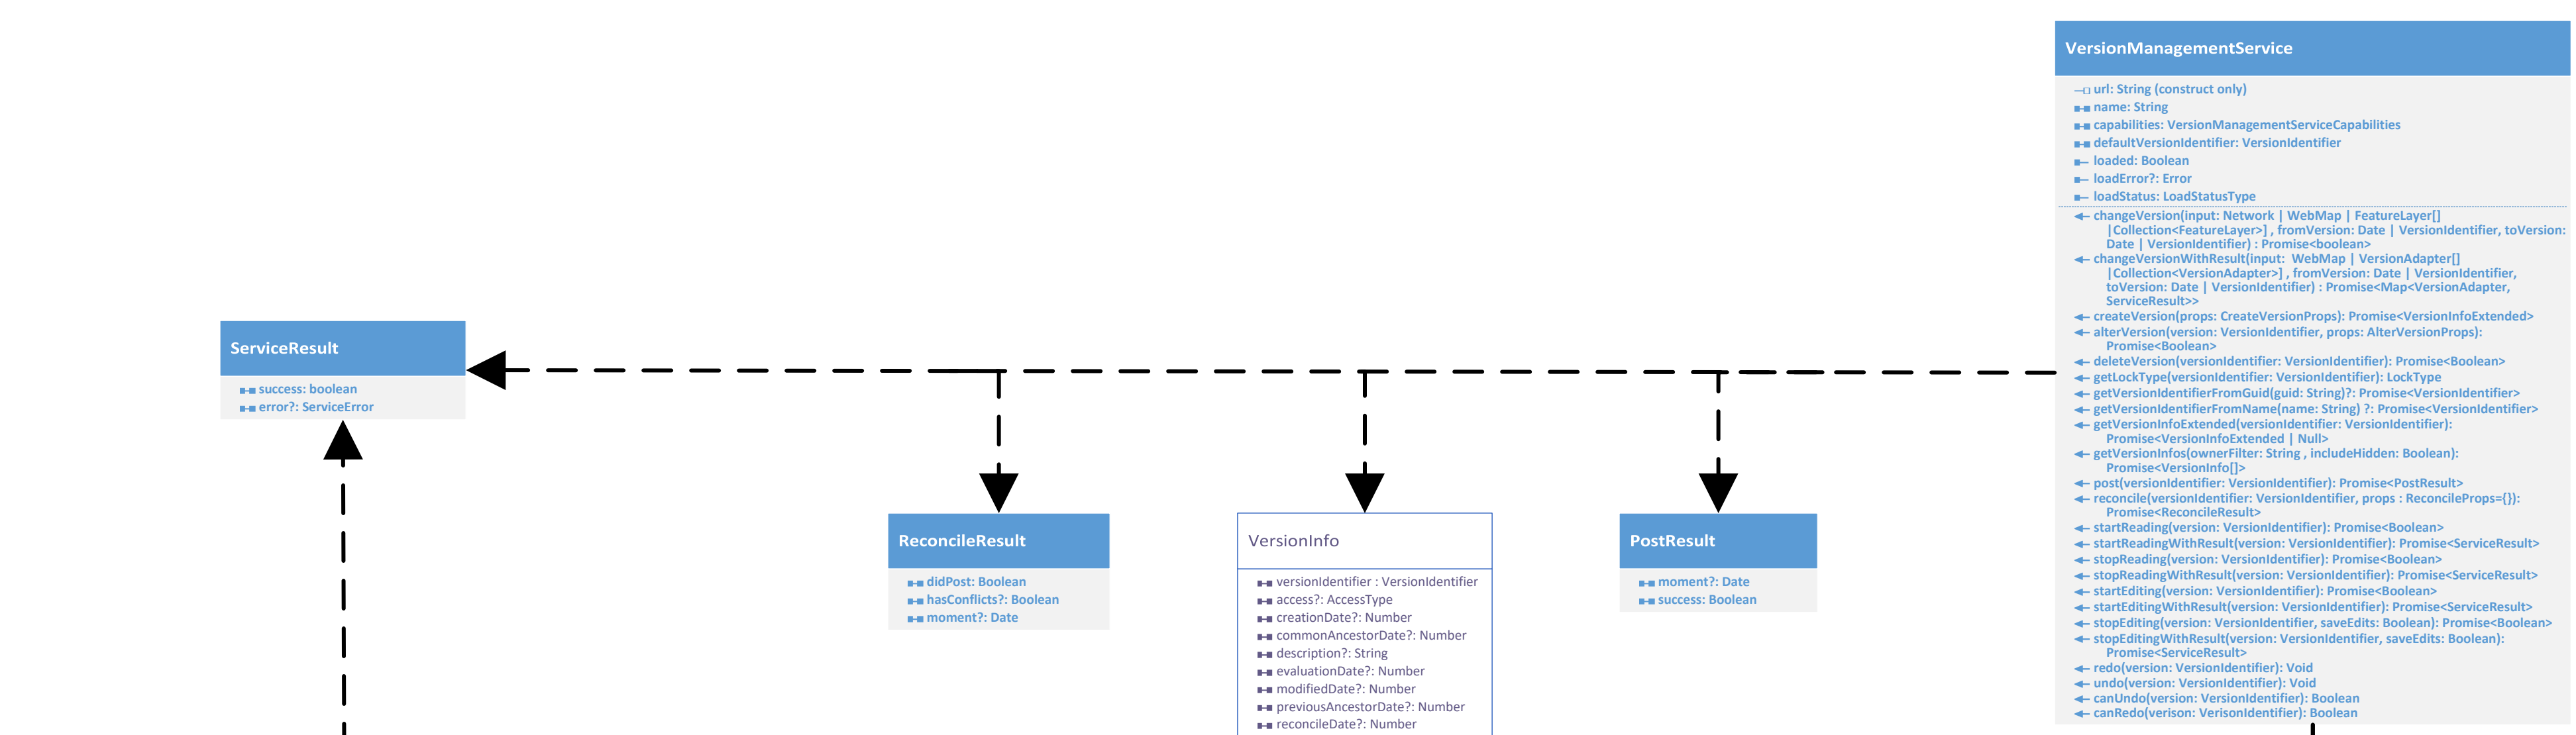 VersionManagementService
url: String (construct only)
name: String
capabilities: VersionManagementServiceCapabilities
defaultVersionIdentifier: VersionIdentifier
loaded: Boolean
loadError?: Error
loadStatus: LoadStatusType
changeVersion(input: Network | WebMap | FeatureLayer[]
|Collection<FeatureLayer>] , fromVersion: Date | VersionIdentifier, toVersion:
Date | VersionIdentifier) : Promise<boolean>
changeVersionWithResult(input:  WebMap | VersionAdapter[]
|Collection<VersionAdapter>] , fromVersion: Date | VersionIdentifier,
toVersion: Date | VersionIdentifier) : Promise<Map<VersionAdapter,
ServiceResult>>
createVersion(props: CreateVersionProps): Promise<VersionInfoExtended>
alterVersion(version: VersionIdentifier, props: AlterVersionProps):
Promise<Boolean>
deleteVersion(versionIdentifier: VersionIdentifier): Promise<Boolean>
getLockType(versionIdentifier: VersionIdentifier): LockType
getVersionIdentifierFromGuid(guid: String)?: Promise<VersionIdentifier>
getVersionIdentifierFromName(name: String) ?: Promise<VersionIdentifier>
getVersionInfoExtended(versionIdentifier: VersionIdentifier):
Promise<VersionInfoExtended | Null>
getVersionInfos(ownerFilter: String , includeHidden: Boolean):
Promise<VersionInfo[]>
post(versionIdentifier: VersionIdentifier): Promise<PostResult>
reconcile(versionIdentifier: VersionIdentifier, props : ReconcileProps={}):
Promise<ReconcileResult>
startReading(version: VersionIdentifier): Promise<Boolean>
startReadingWithResult(version: VersionIdentifier): Promise<ServiceResult>
stopReading(version: VersionIdentifier): Promise<Boolean>
stopReadingWithResult(version: VersionIdentifier): Promise<ServiceResult>
startEditing(version: VersionIdentifier): Promise<Boolean>
startEditingWithResult(version: VersionIdentifier): Promise<ServiceResult>
stopEditing(version: VersionIdentifier, saveEdits: Boolean): Promise<Boolean>
stopEditingWithResult(version: VersionIdentifier, saveEdits: Boolean):
Promise<ServiceResult>
redo(version: VersionIdentifier): Void
undo(version: VersionIdentifier): Void
canUndo(version: VersionIdentifier): Boolean
canRedo(verison: VerisonIdentifier): Boolean
ServiceResult
success: boolean
error?: ServiceError
ReconcileResult
didPost: Boolean
hasConflicts?: Boolean
moment?: Date
VersionInfo
versionIdentifier : VersionIdentifier
access?: AccessType
creationDate?: Number
commonAncestorDate?: Number
description?: String
evaluationDate?: Number
modifiedDate?: Number
previousAncestorDate?: Number
reconcileDate?: Number
PostResult
moment?: Date
success: Boolean